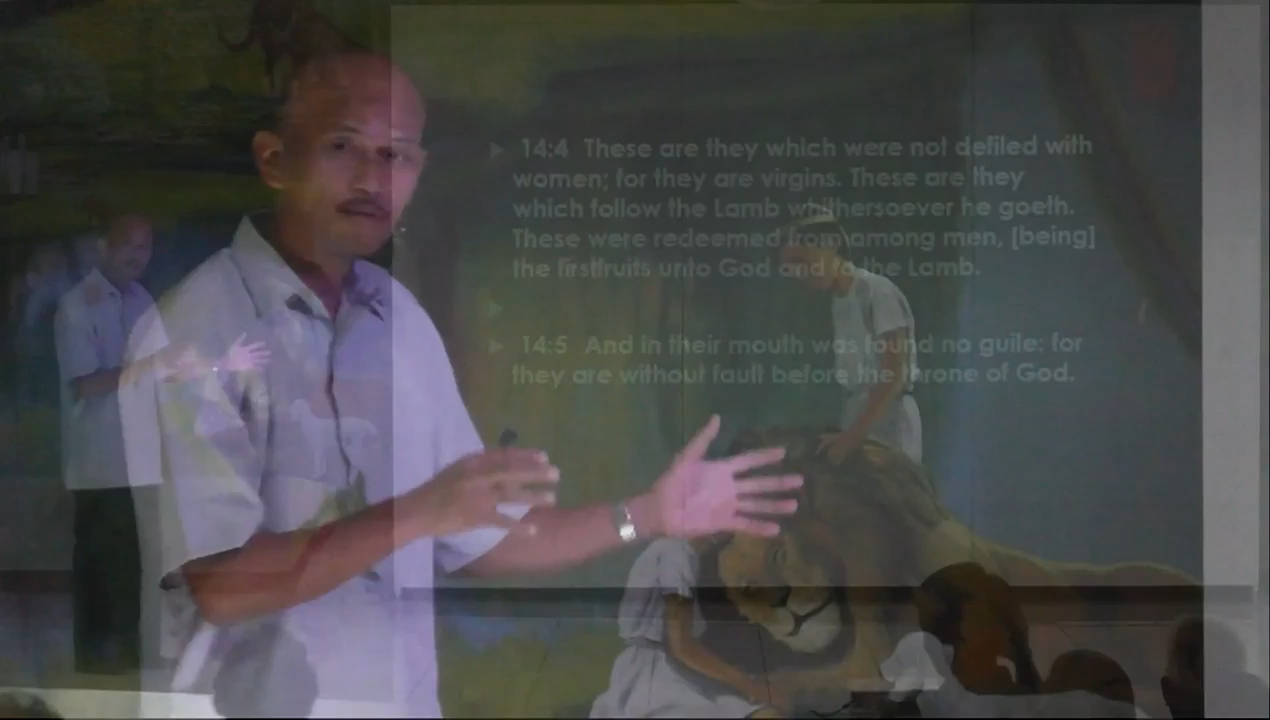 14:4 These are they which were not defiled with
women; for they are virgins. These are they
which follow the Lamb whithersoever he goeth.
These were redeemed from among men, [being]
the firstfruits unto God and to the Lamb.
14:5 And in their mouth was found no guile: for
they are without fault before the throne of God.